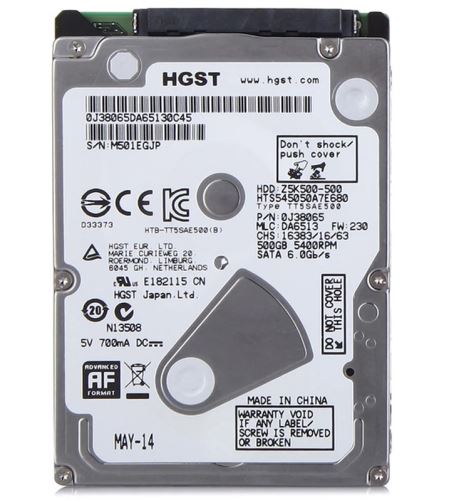 HGST
www.hgst.com
0J38065DA65130C45
S/N:M501EGJP
Don't shock/
push cover
HDD:Z5K500-500
HTS545050A7E680
Type TT5SAE500
P/N:0J38065
MLC:DA6513 FW:230
CHS:16383/16/63
500GB 5400RPM
SATA 6.0Gb/s
D33373
CE
HTB-TT5SAE500(B)
HGST EUR. LTD
MARIE CURIEWEG 20
ROERMOND, LIMBURG
6045 GH, NETHERLANDS
E182115 CN
HGST Japan.Ltd.
20
N13508
5V 700mA DC
DO NOT COVER
THIS HOLE
ADVANCED
AF
FORMAT
MAY-14
MADE IN CHINA
WARRANTY VOID
IF ANY LABEL/
SCREW IS REMOVED
OR BROKEN